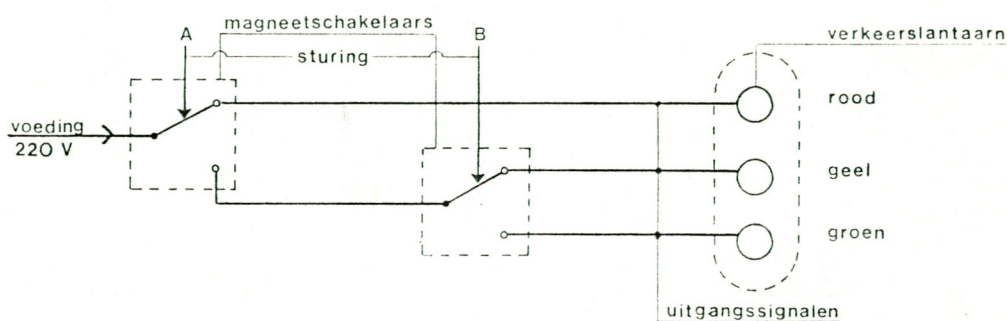 magneetschakelaars
verkeerslantaarn
A
B
sturing
rood
voeding
220 V
geel
groen
uitgangssignalen